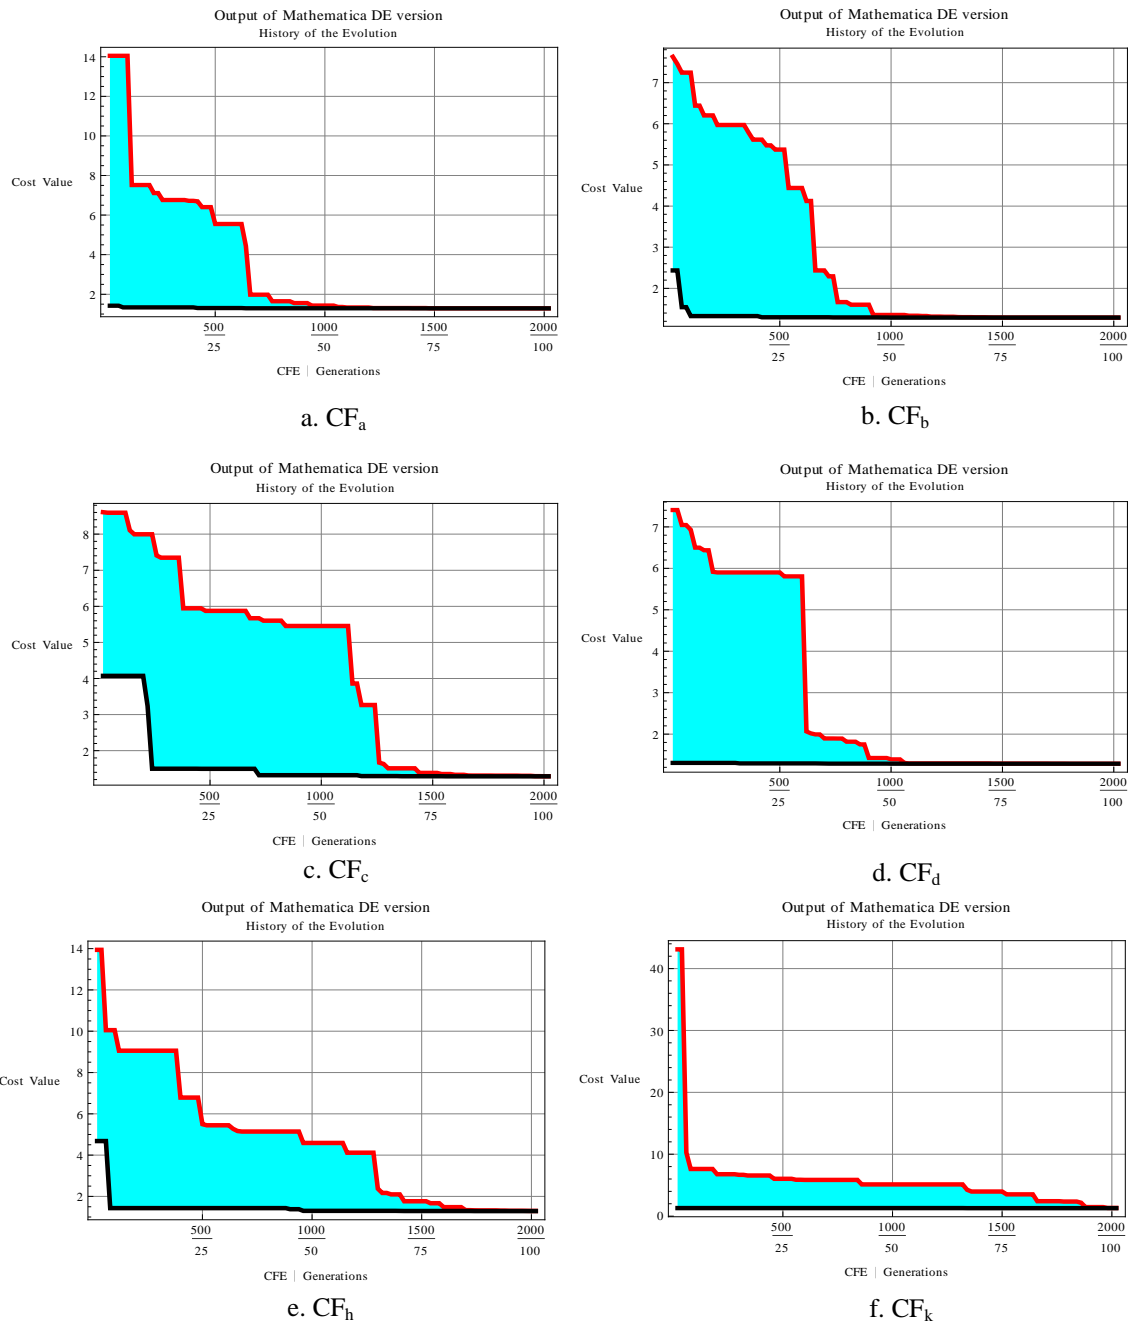 Output of Mathematica DE version
History of the Evolution
14
12
10
8
6
4
2
Cost Value
500
25
1000
50
1500
75
2000
100
CFE | Generations
a. CFa
Output of Mathematica DE version
History of the Evolution
7
6
5
4
3
2
500
25
1000
50
1500
75
2000
100
Cost Value
CFE | Generations
b. CFb
Output of Mathematica DE version
History of the Evolution
8
7
6
5
4
3
2
Cost Value
500
25
1000
50
1500
75
2000
100
CFE | Generations
c. CFc
Output of Mathematica DE version
History of the Evolution
7
6
5
4
3
2
Cost Value
500
25
1000
50
1500
75
2000
100
CFE | Generations
d. CFd
Output of Mathematica DE version
History of the Evolution
14
12
10
8
6
4
2
Cost Value
500
25
1000
50
1500
75
2000
100
CFE | Generations
e. CFh
Output of Mathematica DE version
History of the Evolution
40
30
20
10
0
Cost Value
500
25
1000
50
1500
75
2000
100
CFE | Generations
f. CFk